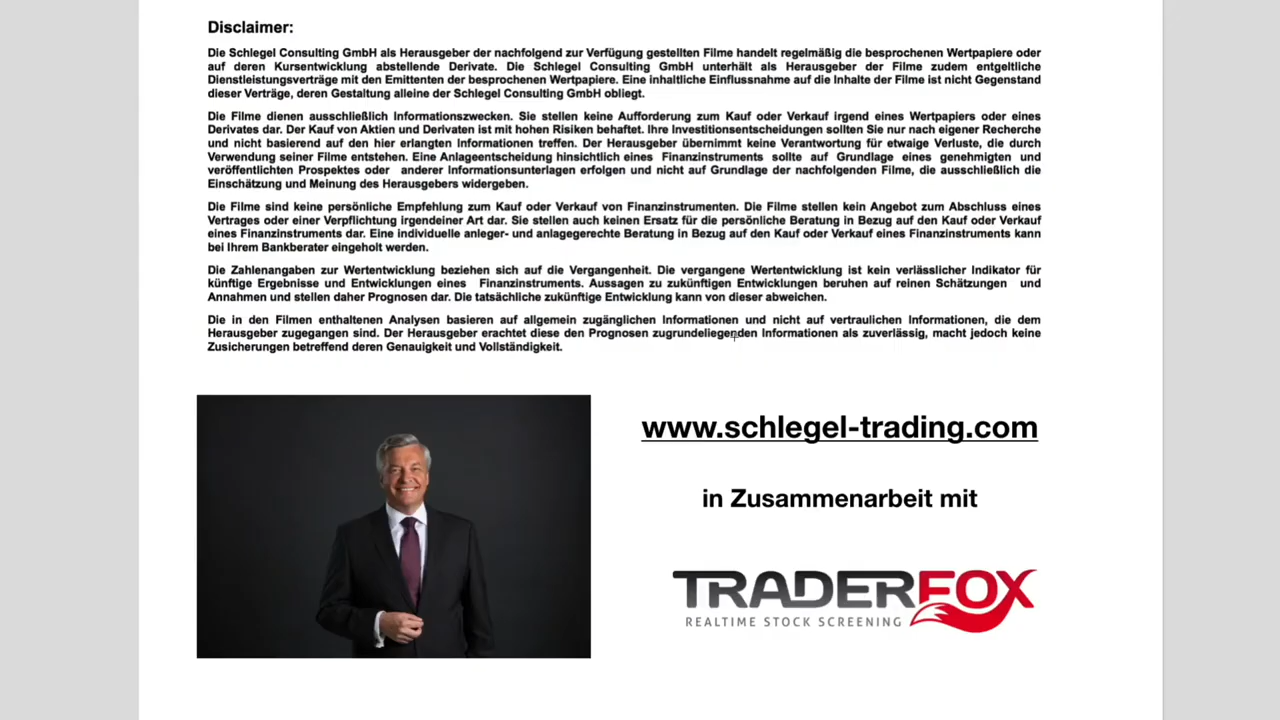 Disclaimer:
Die Schlegel Consulting GmbH als Herausgeber der nachfolgend zur Verfügung gestellten Filme handelt regelmäßig die besprochenen Wertpapiere oder
auf deren Kursentwicklung abstellende Derivate. Die Schlegel Consulting GmbH unterhält als Herausgeber der Filme zudem entgeltliche
Dienstleistungsverträge mit den Emittenten der besprochenen Wertpapiere. Eine inhaltliche Einflussnahme auf die Inhalte der Filme ist nicht Gegenstand
dieser Verträge, deren Gestaltung alleine der Schlegel Consulting GmbH obliegt.
Die Filme dienen ausschließlich Informationszwecken. Sie stellen keine Aufforderung zum Kauf oder Verkauf irgend eines Wertpapiers oder eines
Derivates dar. Der Kauf von Aktien und Derivaten ist mit hohen Risiken behaftet. Ihre Investitionsentscheidungen sollten Sie nur nach eigener Recherche
und nicht basierend auf den hier erlangten Informationen treffen. Der Herausgeber übernimmt keine Verantwortung für etwaige Verluste, die durch
Verwendung seiner Filme entstehen. Eine Anlageentscheidung hinsichtlich eines Finanzinstruments sollte auf Grundlage eines genehmigten und
veröffentlichten Prospektes oder anderer Informationsunterlagen erfolgen und nicht auf Grundlage der nachfolgenden Filme, die ausschließlich die
Einschätzung und Meinung des Herausgebers widergeben.
Die Filme sind keine persönliche Empfehlung zum Kauf oder Verkauf von Finanzinstrumenten. Die Filme stellen kein Angebot zum Abschluss eines
Vertrages oder einer Verpflichtung irgendeiner Art dar. Sie stellen auch keinen Ersatz für die persönliche Beratung in Bezug auf den Kauf oder Verkauf
eines Finanzinstruments dar. Eine individuelle anleger- und anlagegerechte Beratung in Bezug auf den Kauf oder Verkauf eines Finanzinstruments kann
bei Ihrem Bankberater eingeholt werden.
Die Zahlenangaben zur Wertentwicklung beziehen sich auf die Vergangenheit. Die vergangene Wertentwicklung ist kein verlässlicher Indikator für
künftige Ergebnisse und Entwicklungen eines Finanzinstruments. Aussagen zu zukünftigen Entwicklungen beruhen auf reinen Schätzungen und
Annahmen und stellen daher Prognosen dar. Die tatsächliche zukünftige Entwicklung kann von dieser abweichen.
Die in den Filmen enthaltenen Analysen basieren auf allgemein zugänglichen Informationen und nicht auf vertraulichen Informationen, die dem
Herausgeber zugegangen sind. Der Herausgeber erachtet diese den Prognosen zugrundeliegenden Informationen als zuverlässig, macht jedoch keine
Zusicherungen betreffend deren Genauigkeit und Vollständigkeit.
www.schlegel-trading.com
in Zusammenarbeit mit
TRADERFOX
REALTIME STOCK SCREENING